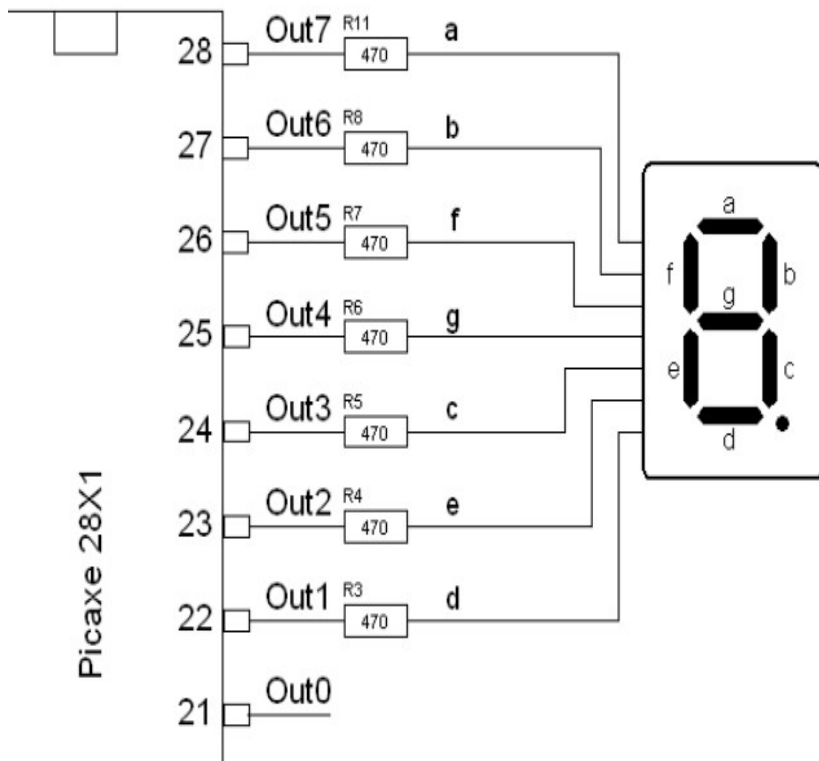 28 Out7 R11 470 a
27 Out6 R8 470 b
26 Out5 R7 470 f
25 Out4 R6 470 g
24 Out3 R5 470 c
23 Out2 R4 470 e
22 Out1 R3 470 d
21 Out0
Picaxe 28X1
a
f b
g
e c
d